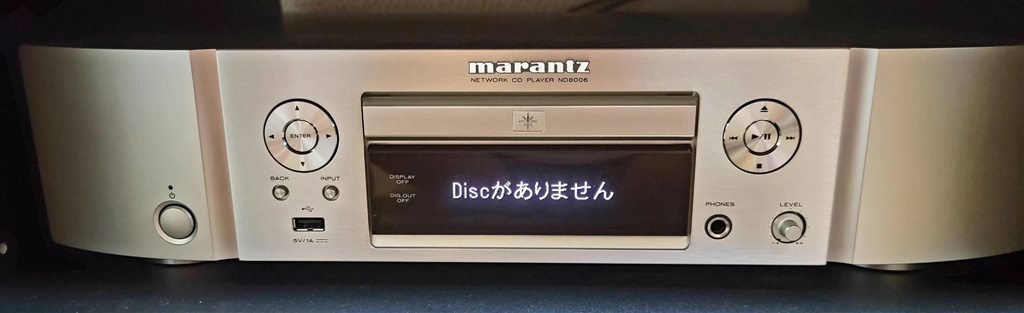 marantz
NETWORK CD PLAYER ND8006
ENTER
BACK
INPUT
5V/1A
DISPLAY
OFF
DIG.OUT
OFF
Discがありません
PHONES
LEVEL